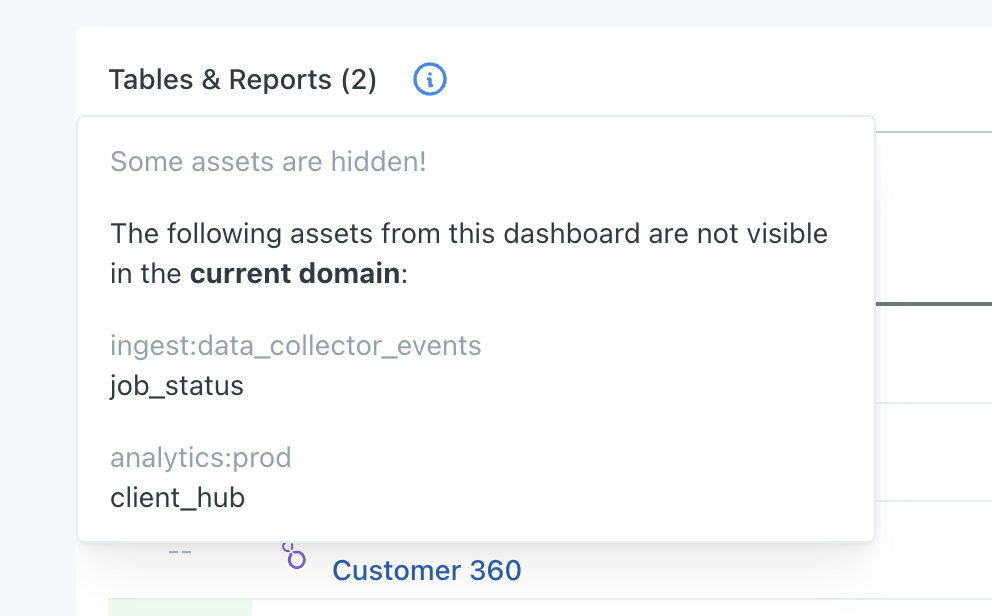 Tables & Reports (2)
Some assets are hidden!
The following assets from this dashboard are not visible
in the current domain:
ingest:data_collector_events
job_status
analytics:prod
client_hub
--
Customer 360